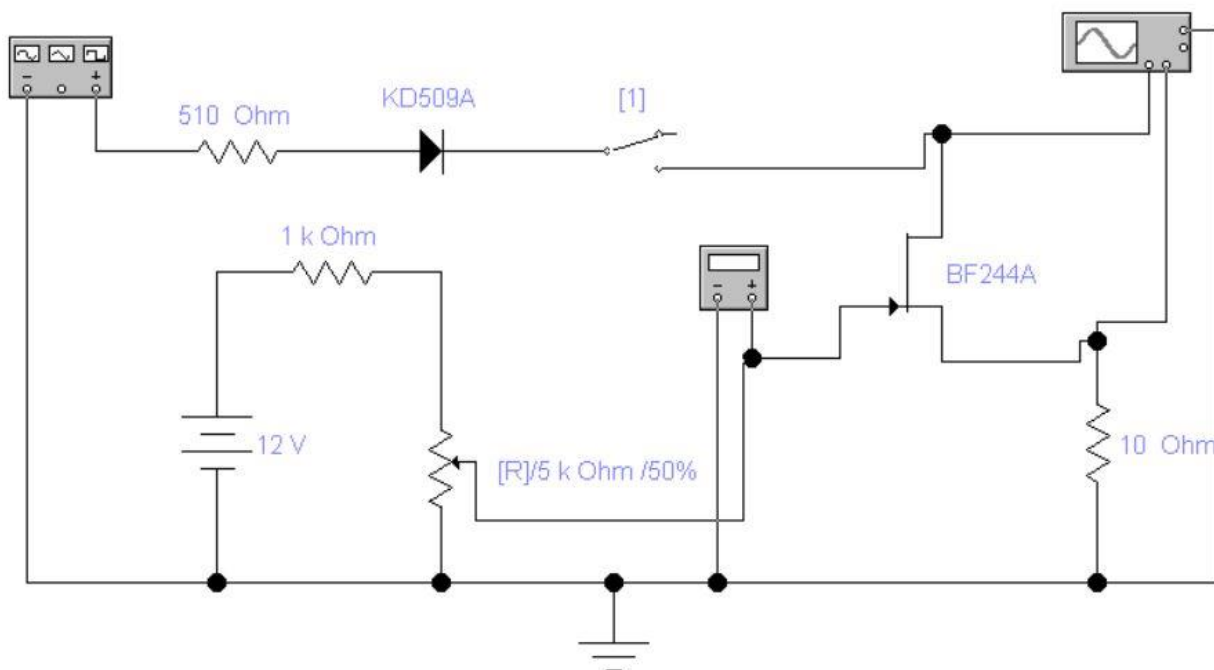 KD509A
[1]
510 Ohm
1 k Ohm
BF244A
12 V
[R]/5 k Ohm /50%
10 Ohm